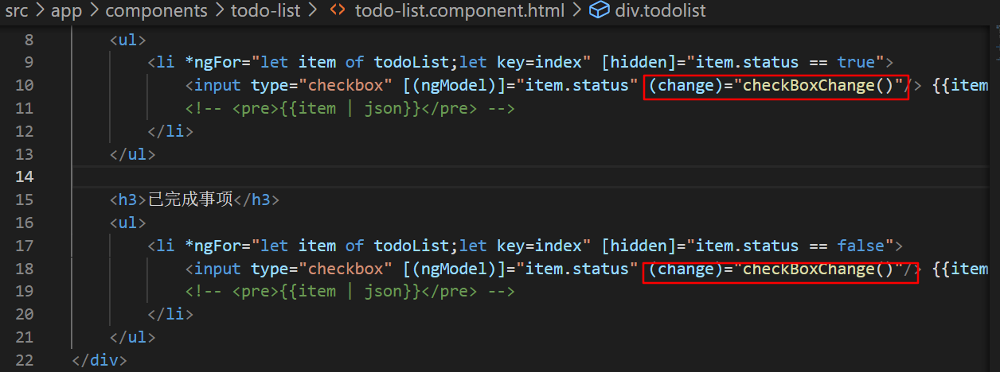 src > app > components > todo-list > <> todo-list.component.html > div.todolist
8 <ul>
9 <li *ngFor="let item of todoList;let key=index" [hidden]="item.status == true">
10 <input type="checkbox" [(ngModel)]="item.status" (change)="checkBoxChange()"/> {{item
11 <!-- <pre>{{item | json}}</pre> -->
12 </li>
13 </ul>
14
15 <h3>已完成事项</h3>
16 <ul>
17 <li *ngFor="let item of todoList;let key=index" [hidden]="item.status == false">
18 <input type="checkbox" [(ngModel)]="item.status" (change)="checkBoxChange()"/> {{item
19 <!-- <pre>{{item | json}}</pre> -->
20 </li>
21 </ul>
22 </div>